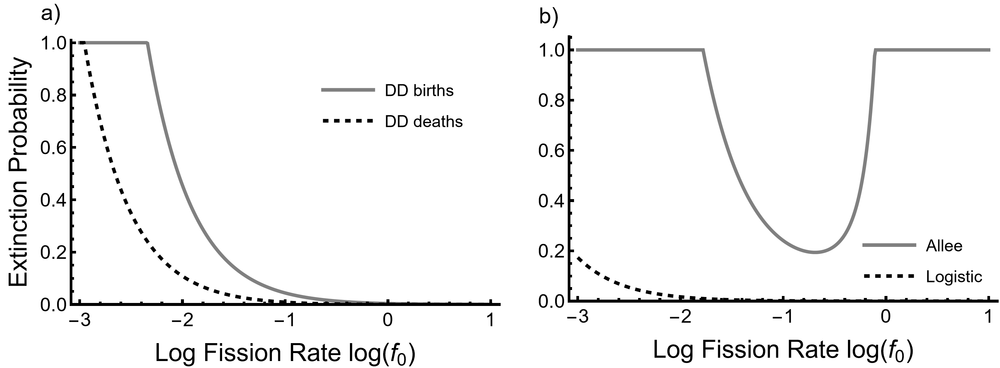 a)
Extinction Probability
1.0
0.8
0.6
0.4
0.2
0.0
−3 −2 −1 0 1
Log Fission Rate log(f₀)
DD births
DD deaths
b)
1.0
0.8
0.6
0.4
0.2
0.0
−3 −2 −1 0 1
Log Fission Rate log(f₀)
Allee
Logistic